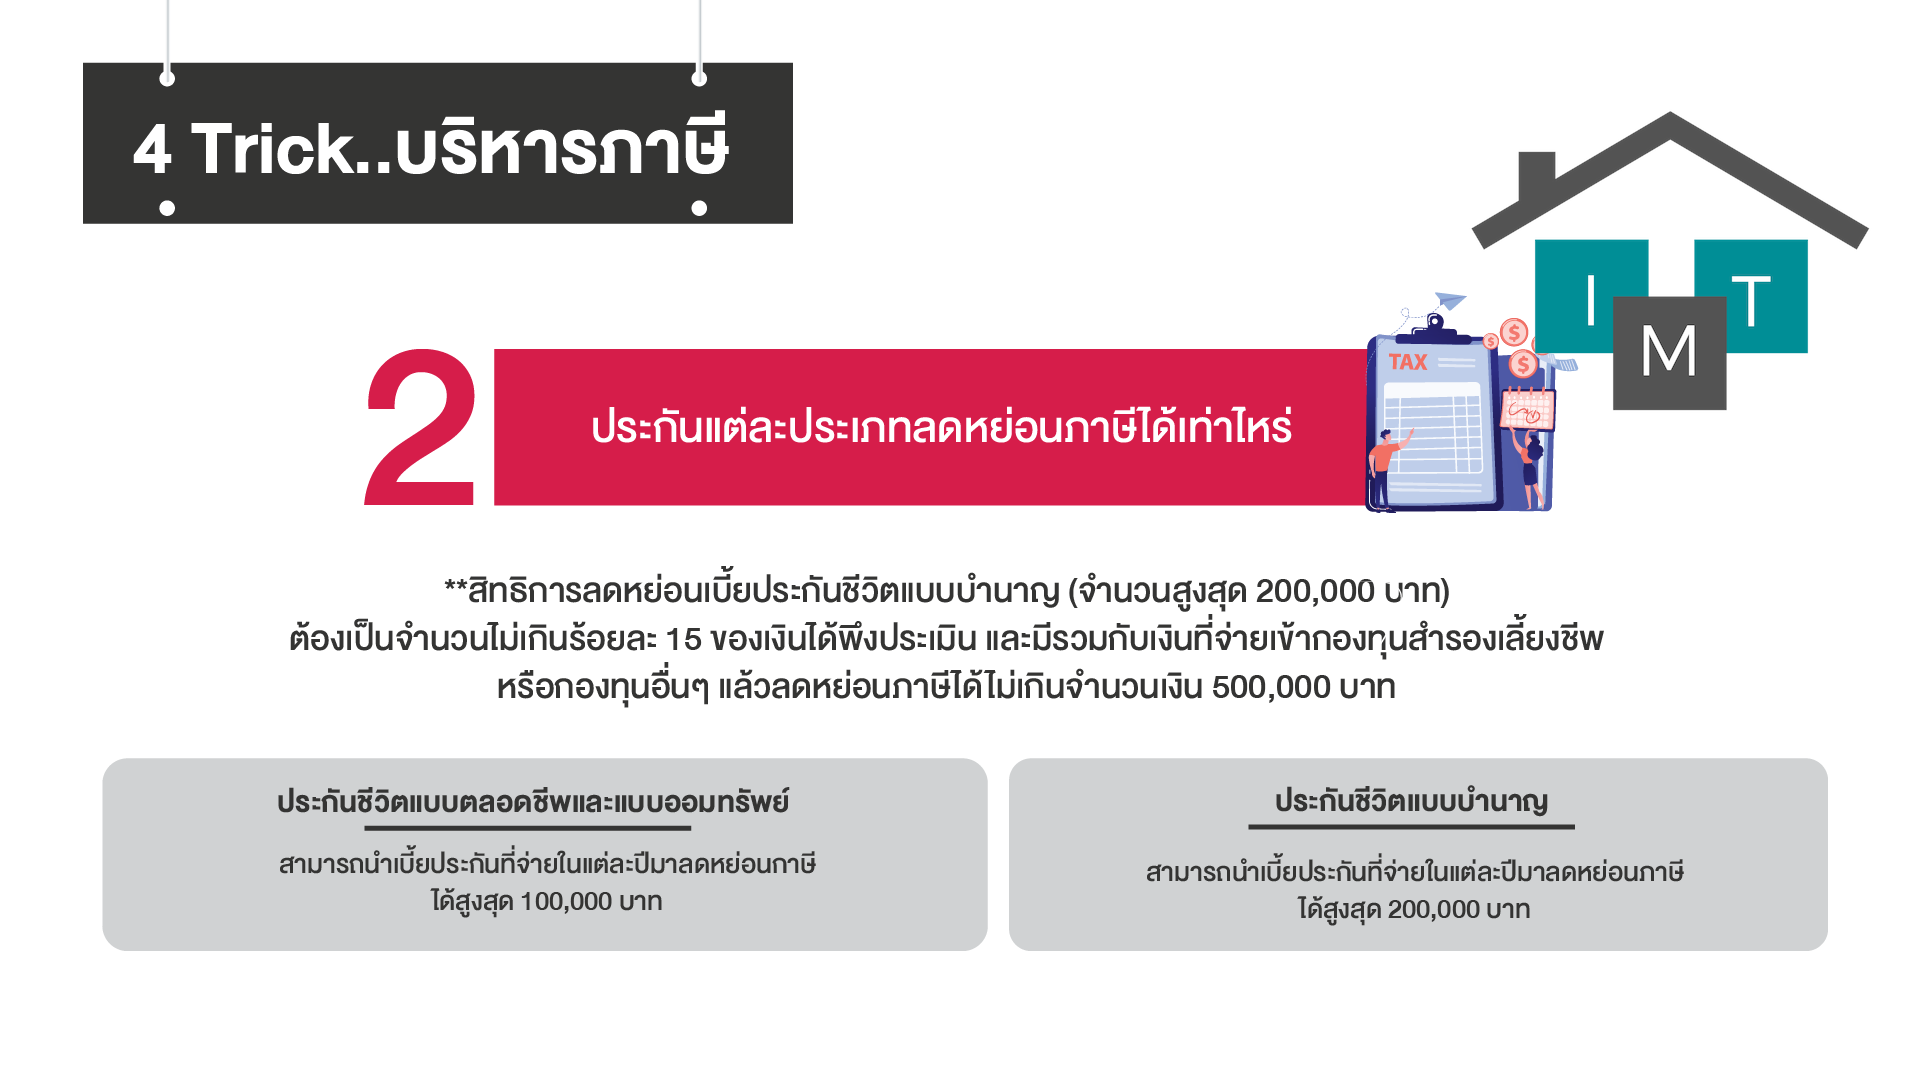 4 Trick..บริหารภาษี
I
T
M
2
ประกันแต่ละประเภทลดหย่อนภาษีได้เท่าไหร่
TAX
**สิทธิการลดหย่อนเบี้ยประกันชีวิตแบบบำนาญ (จำนวนสูงสุด 200,000 บาท)
ต้องเป็นจำนวนไม่เกินร้อยละ 15 ของเงินได้พึงประเมิน และมีรวมกับเงินที่จ่ายเข้ากองทุนสำรองเลี้ยงชีพ
หรือกองทุนอื่นๆ แล้วลดหย่อนภาษีได้ไม่เกินจำนวนเงิน 500,000 บาท
ประกันชีวิตแบบตลอดชีพและแบบออมทรัพย์
สามารถนำเบี้ยประกันที่จ่ายในแต่ละปีมาลดหย่อนภาษี
ได้สูงสุด 100,000 บาท
ประกันชีวิตแบบบำนาญ
สามารถนำเบี้ยประกันที่จ่ายในแต่ละปีมาลดหย่อนภาษี
ได้สูงสุด 200,000 บาท